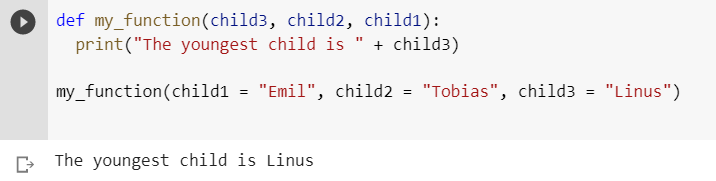 def my_function(child3, child2, child1):
  print("The youngest child is " + child3)
my_function(child1 = "Emil", child2 = "Tobias", child3 = "Linus")
The youngest child is Linus